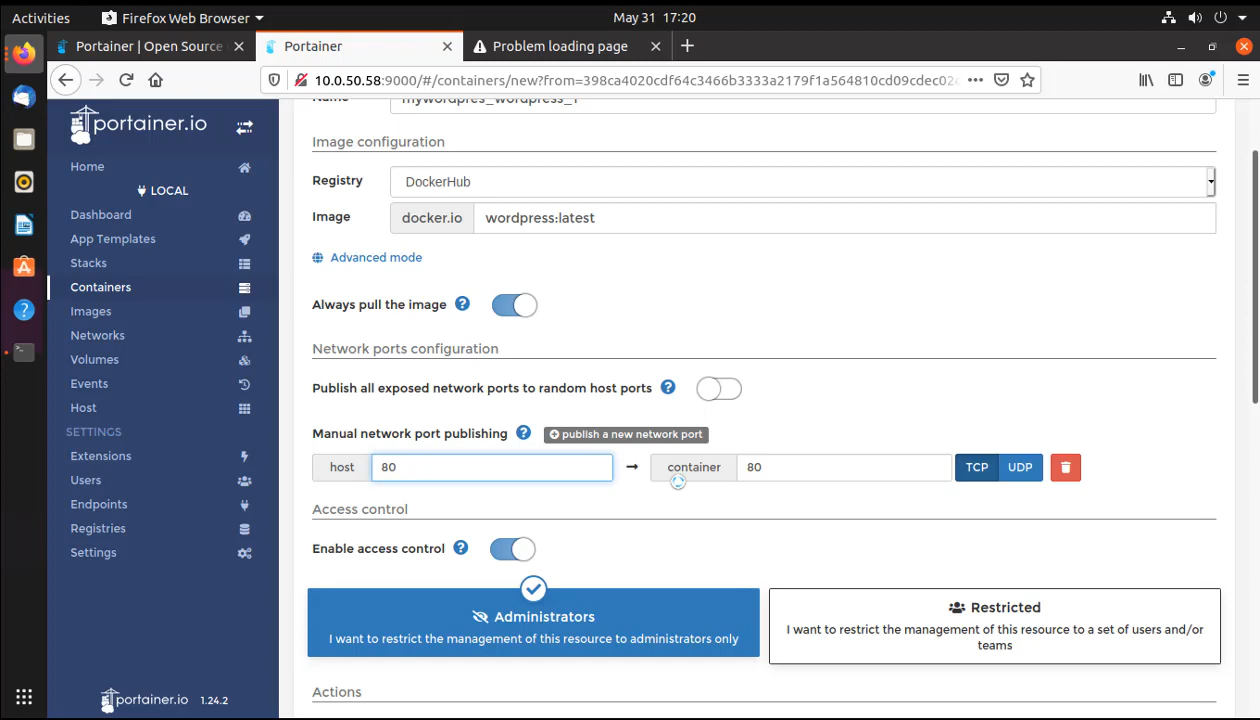 Activities
Firefox Web Browser
May 31 17:20
Portainer | Open Source
Portainer
Problem loading page
10.0.50.58:9000/#/containers/new?from=398ca4020cdf64c3466b3333a2179f1a564810cd09cdec02
portainer.io
Home
LOCAL
Dashboard
App Templates
Stacks
Containers
Images
Networks
Volumes
Events
Host
SETTINGS
Extensions
Users
Endpoints
Registries
Settings
portainer.io 1.24.2
Name mywordpres_wordpress_1
Image configuration
Registry DockerHub
Image docker.io wordpress:latest
Advanced mode
Always pull the image
Network ports configuration
Publish all exposed network ports to random host ports
Manual network port publishing publish a new network port
host 80 → container 80 TCP UDP
Access control
Enable access control
Administrators
I want to restrict the management of this resource to administrators only
Restricted
I want to restrict the management of this resource to a set of users and/or
teams
Actions